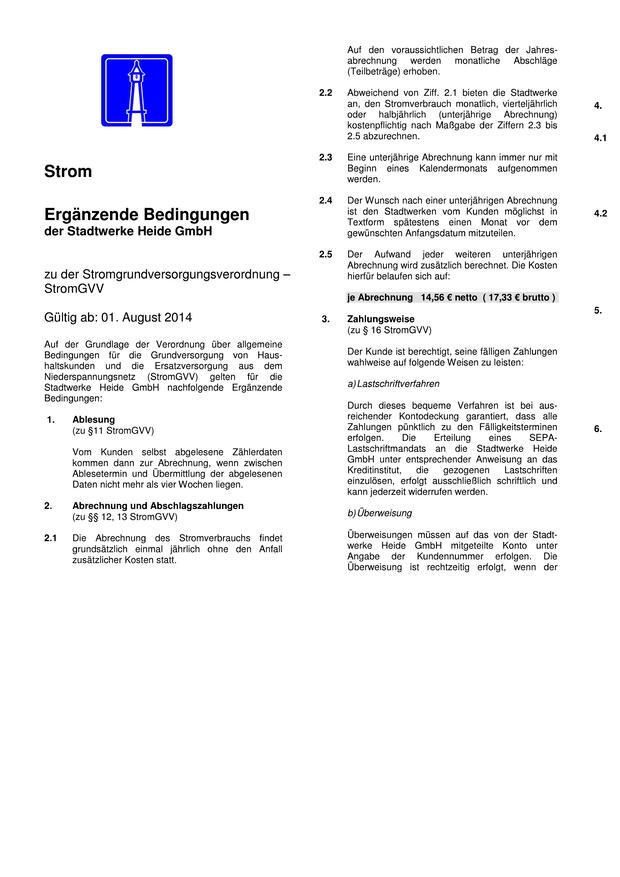 Strom
Ergänzende Bedingungen
der Stadtwerke Heide GmbH
zu der Stromgrundversorgungsverordnung –
StromGVV
Gültig ab: 01. August 2014
Auf der Grundlage der Verordnung über allgemeine
Bedingungen für die Grundversorgung von Haus-
haltskunden und die Ersatzversorgung aus dem
Niederspannungsnetz (StromGVV) gelten für die
Stadtwerke Heide GmbH nachfolgende Ergänzende
Bedingungen:
1. Ablesung
(zu §11 StromGVV)
Vom Kunden selbst abgelesene Zählerdaten
kommen dann zur Abrechnung, wenn zwischen
Ablesetermin und Übermittlung der abgelesenen
Daten nicht mehr als vier Wochen liegen.
2. Abrechnung und Abschlagszahlungen
(zu §§ 12, 13 StromGVV)
2.1 Die Abrechnung des Stromverbrauchs findet
grundsätzlich einmal jährlich ohne den Anfall
zusätzlicher Kosten statt.
Auf den voraussichtlichen Betrag der Jahres-
abrechnung werden monatliche Abschläge
(Teilbeträge) erhoben.
2.2 Abweichend von Ziff. 2.1 bieten die Stadtwerke
an, den Stromverbrauch monatlich, vierteljährlich
oder halbjährlich (unterjährige Abrechnung)
kostenpflichtig nach Maßgabe der Ziffern 2.3 bis
2.5 abzurechnen.
2.3 Eine unterjährige Abrechnung kann immer nur mit
Beginn eines Kalendermonats aufgenommen
werden.
2.4 Der Wunsch nach einer unterjährigen Abrechnung
ist den Stadtwerken vom Kunden möglichst in
Textform spätestens einen Monat vor dem
gewünschten Anfangsdatum mitzuteilen.
2.5 Der Aufwand jeder weiteren unterjährigen
Abrechnung wird zusätzlich berechnet. Die Kosten
hierfür belaufen sich auf:
je Abrechnung 14,56 € netto ( 17,33 € brutto )
3. Zahlungsweise
(zu § 16 StromGVV)
Der Kunde ist berechtigt, seine fälligen Zahlungen
wahlweise auf folgende Weisen zu leisten:
a) Lastschriftverfahren
Durch dieses bequeme Verfahren ist bei aus-
reichender Kontodeckung garantiert, dass alle
Zahlungen pünktlich zu den Fälligkeitsterminen
erfolgen. Die Erteilung eines SEPA-
Lastschriftmandats an die Stadtwerke Heide
GmbH unter entsprechender Anweisung an das
Kreditinstitut, die gezogenen Lastschriften
einzulösen, erfolgt ausschließlich schriftlich und
kann jederzeit widerrufen werden.
b) Überweisung
Überweisungen müssen auf das von der Stadt-
werke Heide GmbH mitgeteilte Konto unter
Angabe der Kundennummer erfolgen. Die
Überweisung ist rechtzeitig erfolgt, wenn der
4.
4.1
4.2
5.
6.